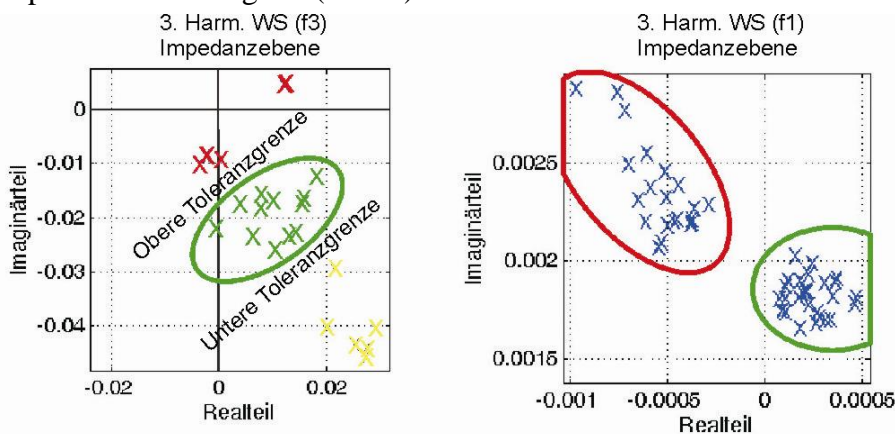 3. Harm. WS (f3)
Impedanzebene
0
-0.01
-0.02
-0.03
-0.04
Imaginärteil
Obere Toleranzgrenze
Untere Toleranzgrenze
-0.02
0
0.02
Realteil
3. Harm. WS (f1)
Impedanzebene
0.0025
0.002
0.0015
Imaginärteil
-0.001
-0.0005
0
0.0005
Realteil